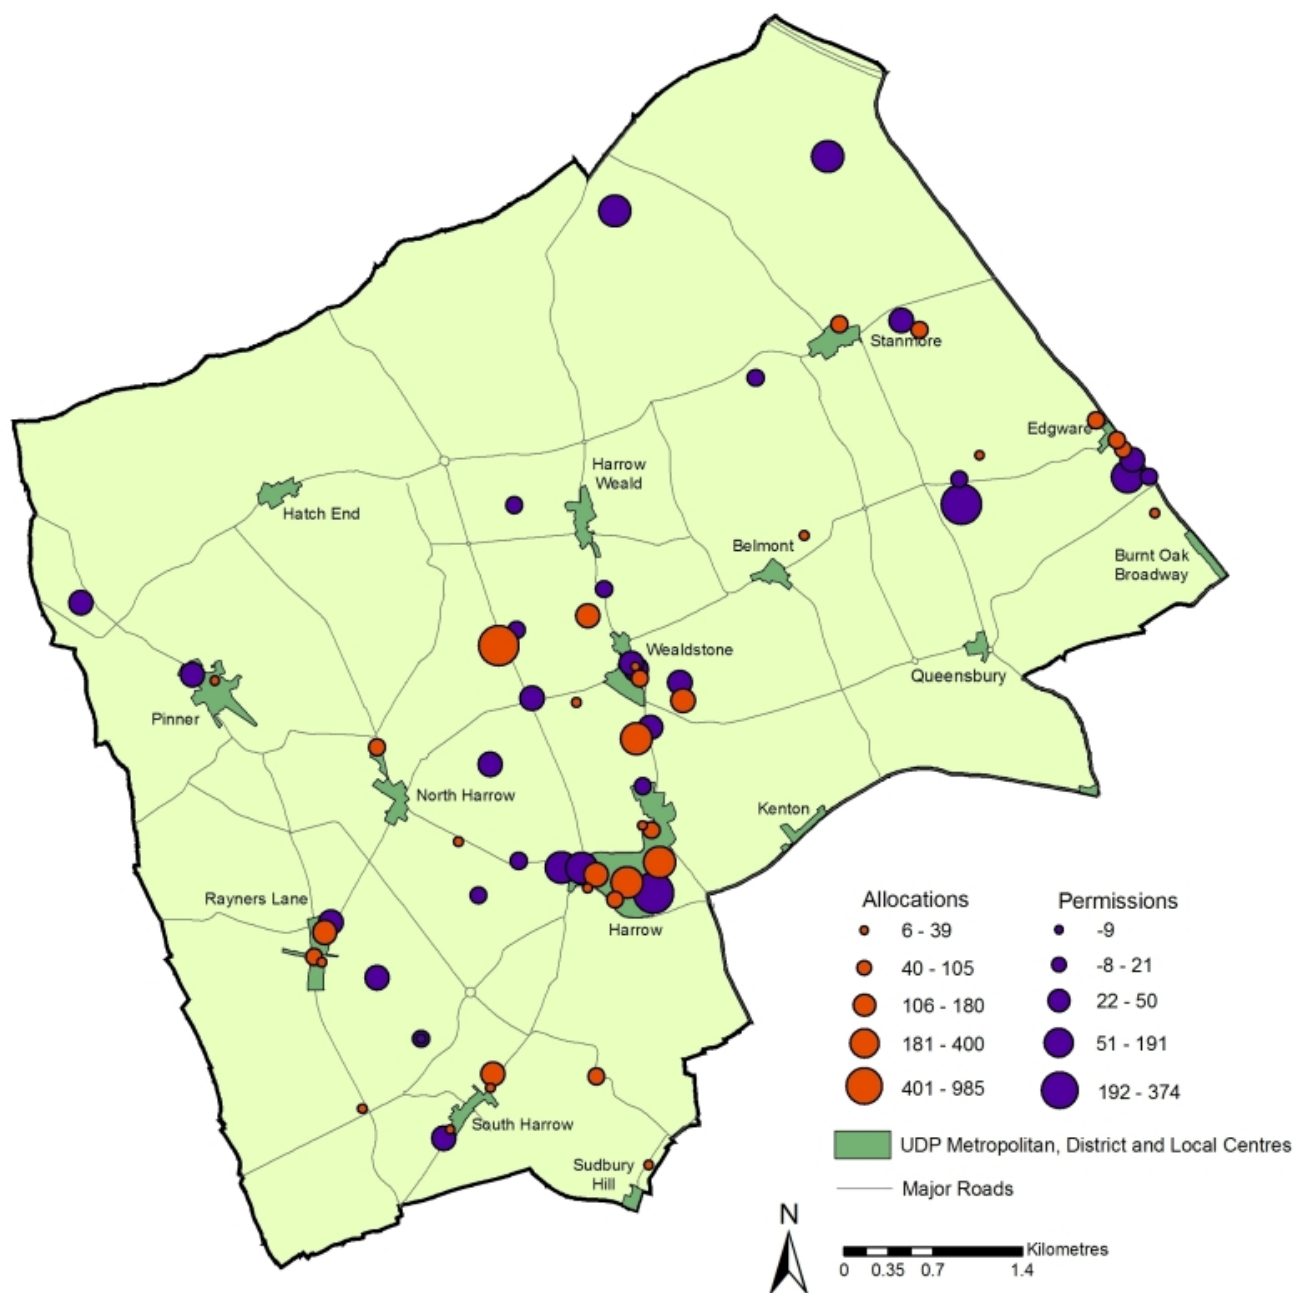 Stanmore
Edgware
Harrow
Weald
Hatch End
Belmont
Burnt Oak
Broadway
Wealdstone
Queensbury
Pinner
North Harrow
Kenton
Rayners Lane
Harrow
South Harrow
Sudbury
Hill
Allocations
6 - 39
40 - 105
106 - 180
181 - 400
401 - 985
Permissions
-9
-8 - 21
22 - 50
51 - 191
192 - 374
UDP Metropolitan, District and Local Centres
Major Roads
N
Kilometres
0 0.35 0.7 1.4